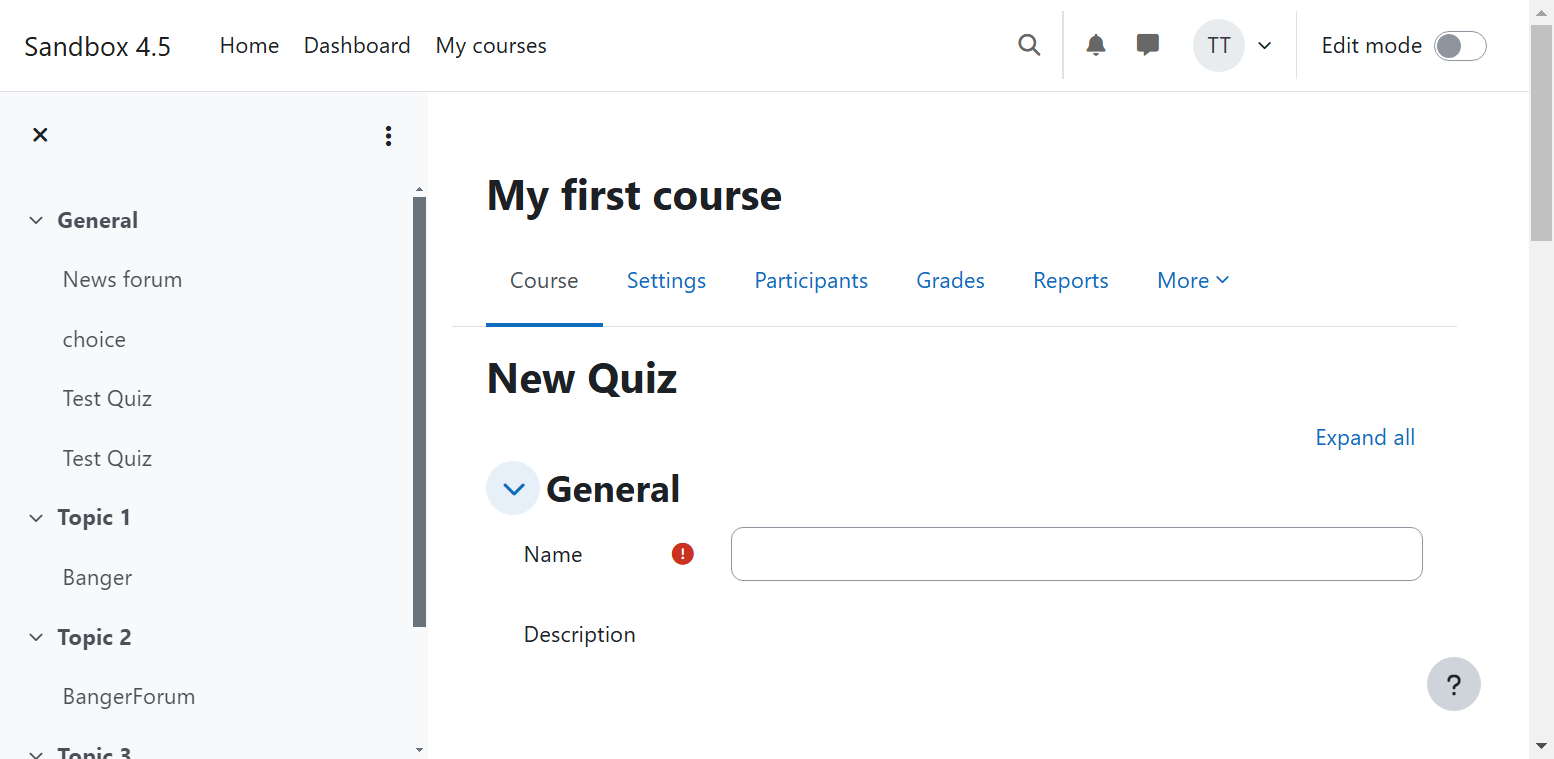 Sandbox 4.5 Home Dashboard My courses TT Edit mode
General
News forum
choice
Test Quiz
Test Quiz
Topic 1
Banger
Topic 2
BangerForum
Topic 3
My first course
Course Settings Participants Grades Reports More
New Quiz
Expand all
General
Name
Description
?